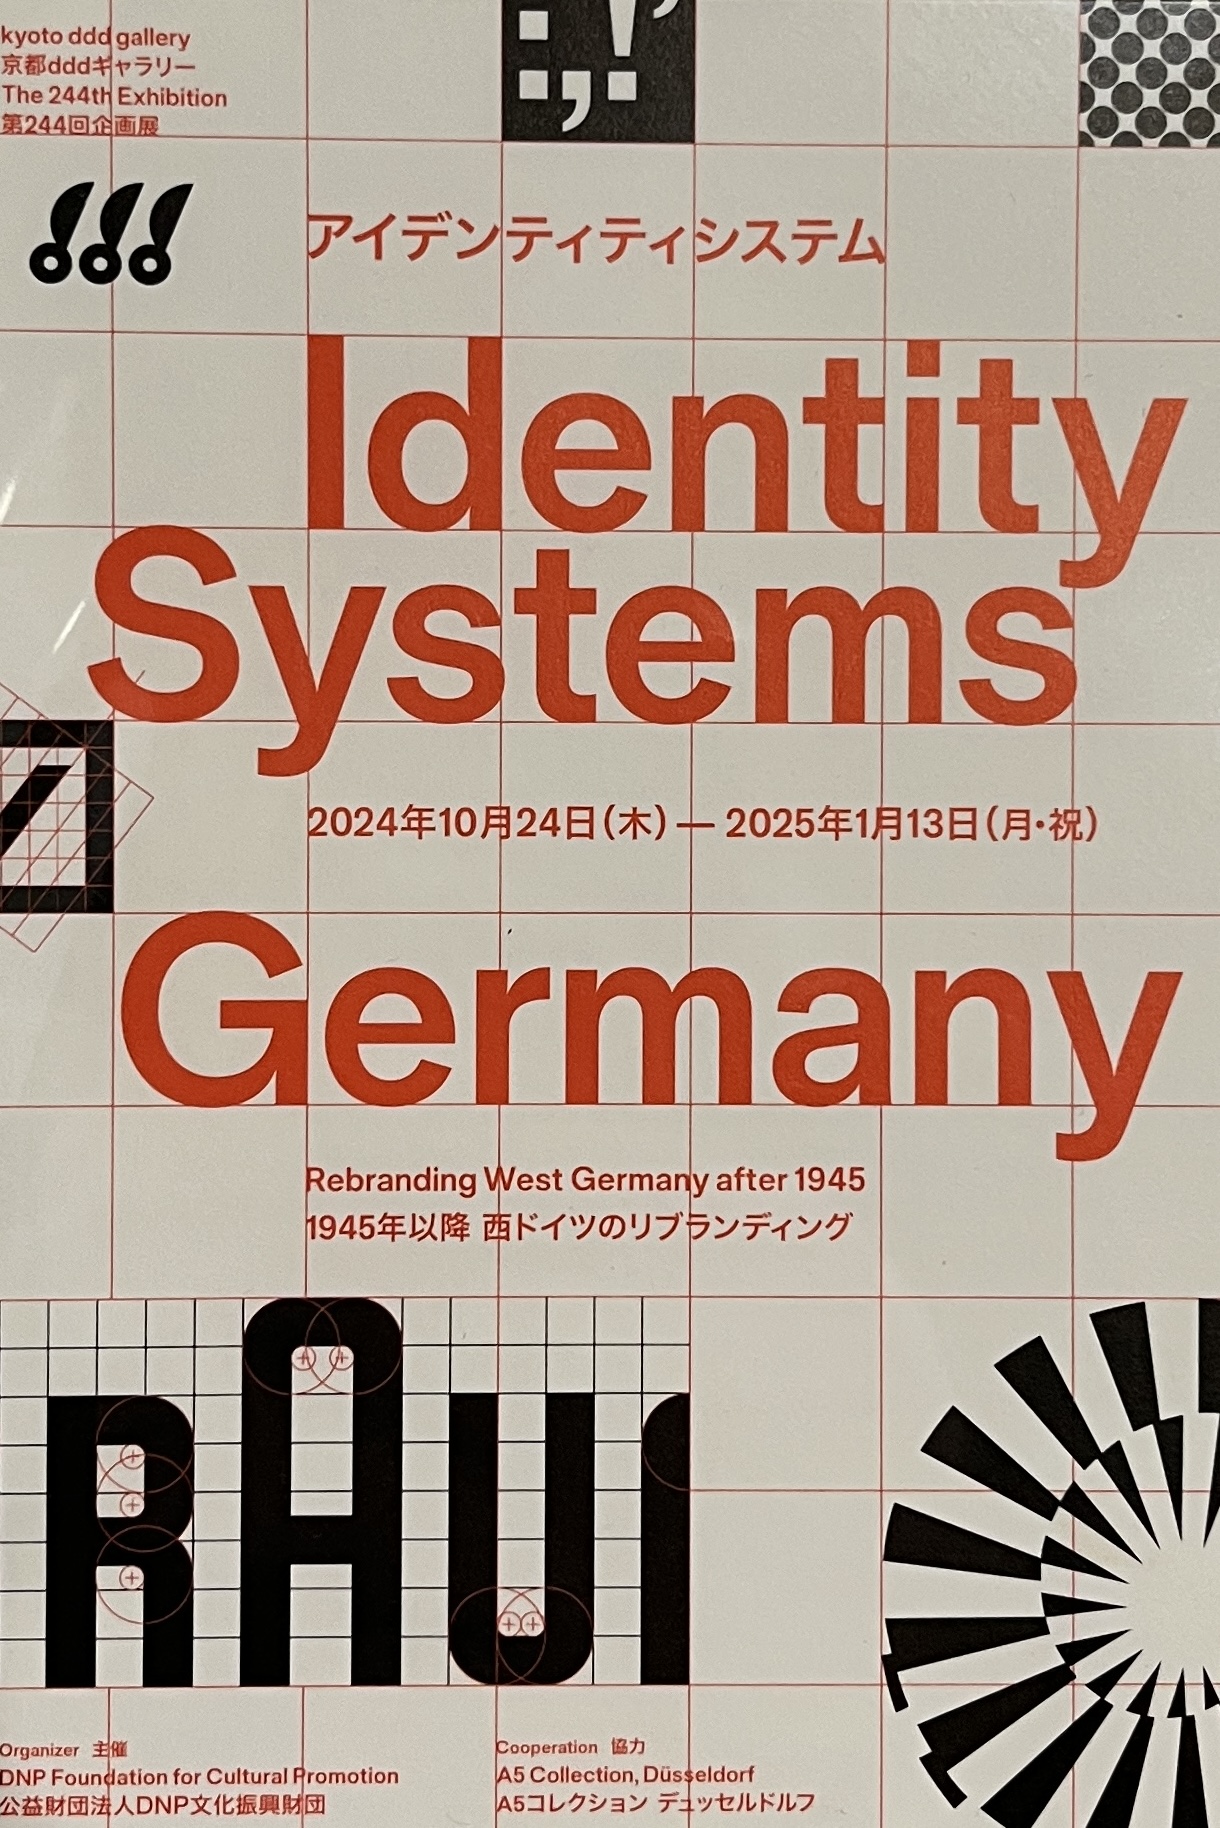 kyoto ddd gallery
京都dddギャラリー
The 244th Exhibition
第244回企画展
:,!,
アイデンティティシステム
Identity
Systems
2024年10月24日(木) — 2025年1月13日(月・祝)
Germany
Rebranding West Germany after 1945
1945年以降 西ドイツのリブランディング
BRAU
Organizer 主催
DNP Foundation for Cultural Promotion
公益財団法人DNP文化振興財団
Cooperation 協力
A5 Collection, Düsseldorf
A5コレクション デュッセルドルフ